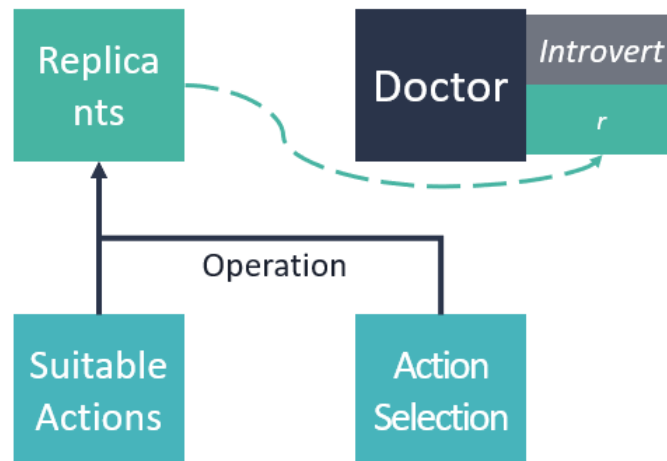 Replica
nts
Doctor
Introvert
r
Operation
Suitable
Actions
Action
Selection